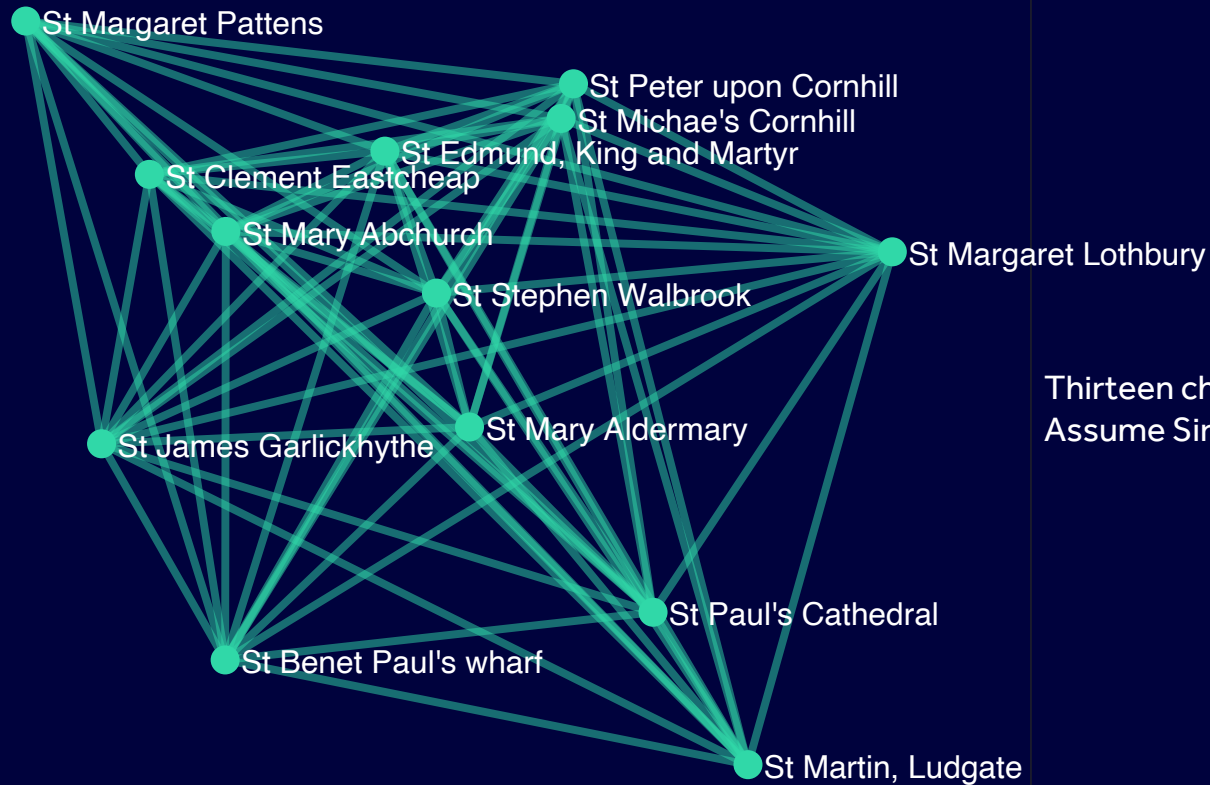 St Margaret Pattens
St Peter upon Cornhill
St Michae's Cornhill
St Edmund, King and Martyr
St Clement Eastcheap
St Mary Abchurch
St Margaret Lothbury
St Stephen Walbrook
Thirteen
Assume
St Mary Aldermary
St James Garlickhythe
St Paul's Cathedral
St Benet Paul's wharf
St Martin, Ludgate